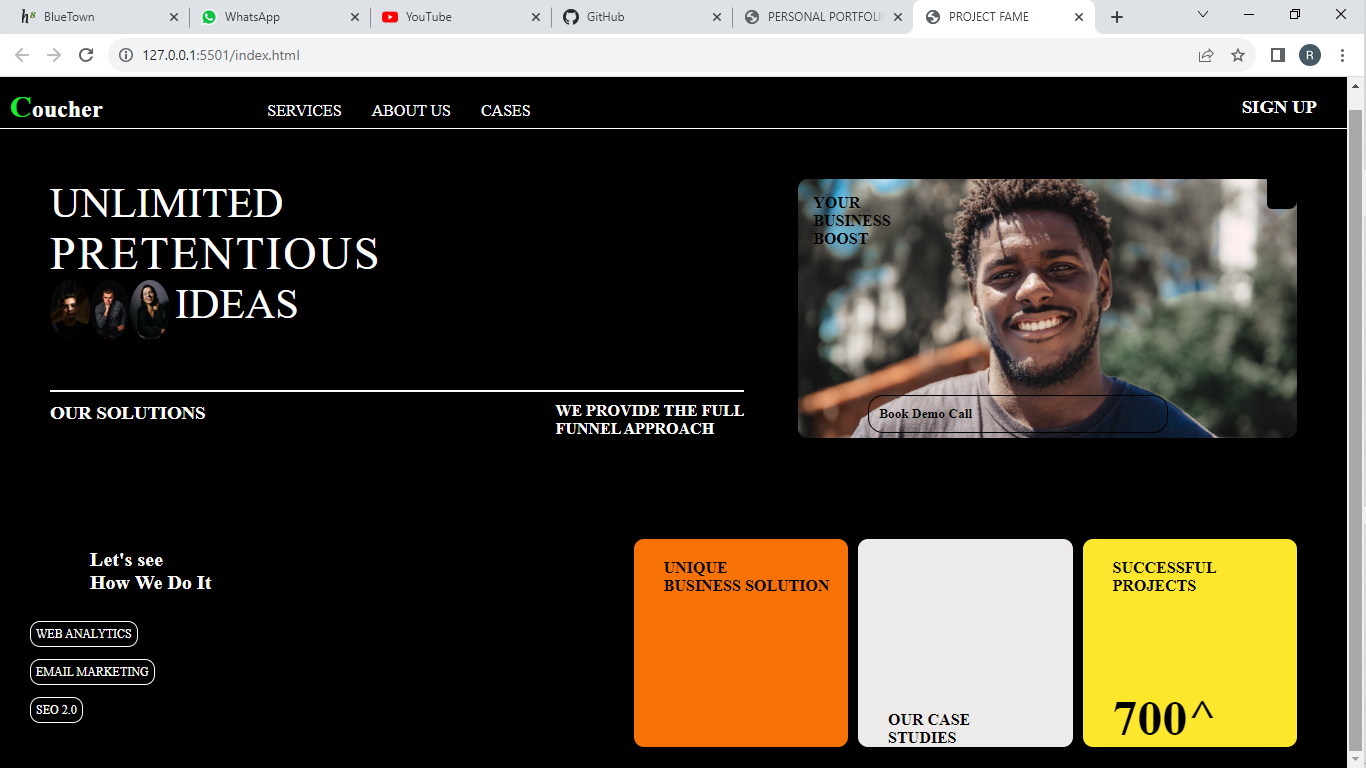 BlueTown
WhatsApp
YouTube
GitHub
PERSONAL PORTFOLIO
PROJECT FAME
127.0.0.1:5501/index.html
R
Coucher
SERVICES ABOUT US CASES
SIGN UP
UNLIMITED
PRETENTIOUS
IDEAS
YOUR
BUSINESS
BOOST
Book Demo Call
OUR SOLUTIONS
WE PROVIDE THE FULL
FUNNEL APPROACH
Let's see
How We Do It
WEB ANALYTICS
EMAIL MARKETING
SEO 2.0
UNIQUE
BUSINESS SOLUTION
OUR CASE
STUDIES
SUCCESSFUL
PROJECTS
700^